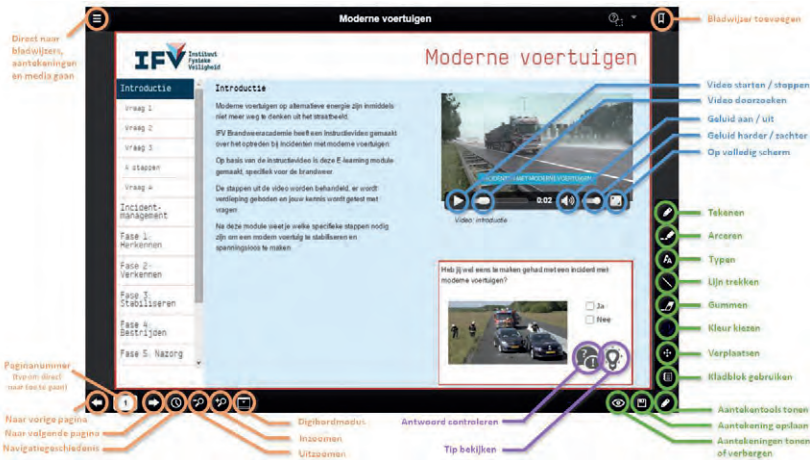 Moderne voertuigen
Bladwijzer toevoegen
Direct naar
bladwijzers,
aantekeningen
en media gaan
IFV
Instituut
Fysieke
Veiligheid
Moderne voertuigen
Introductie
Vraag 1
Vraag 2
Vraag 3
4 stappen
Vraag 4
Incident-
management
Fase 1.
Herkennen
Fase 2.
Verkennen
Fase 3.
Stabiliseren
Fase 4.
Bestrijden
Fase 5. Nazorg
Introductie
Moderne voertuigen op alternatieve energie zijn inmiddels
niet meer weg te denken uit het straatbeeld.
IFV Brandweeracademie heeft een Instructievideo gemaakt
over het optreden bij incidenten met moderne voertuigen.
Op basis van de instructievideo is deze E-learning module
gemaakt, specifiek voor de brandweer.
De stappen uit de video worden behandeld, er wordt
verdieping geboden en jouw kennis wordt getest met
vragen.
Na deze module weet je welke specifieke stappen nodig
zijn om een modern voertuig te stabiliseren en
spanningsloos te maken.
INCIDENTEN MET MODERNE VOERTUIGEN
0:02
Video: introductie
Heb jij wel eens te maken gehad met een incident met
moderne voertuigen?
Ja
Nee
Video starten / stoppen
Video doorzoeken
Geluid aan / uit
Geluid harder / zachter
Op volledig scherm
Tekenen
Arceren
Typen
Lijn trekken
Gummen
Kleur kiezen
Verplaatsen
Kladblok gebruiken
Aantekentools tonen
Aantekening opslaan
Aantekeningen tonen
of verbergen
Paginanummer
1
Naar vorige pagina
Naar volgende pagina
Navigatiegeschiedenis
Digibordmodus
Inzoomen
Uitzoomen
Antwoord controleren
Tip bekijken